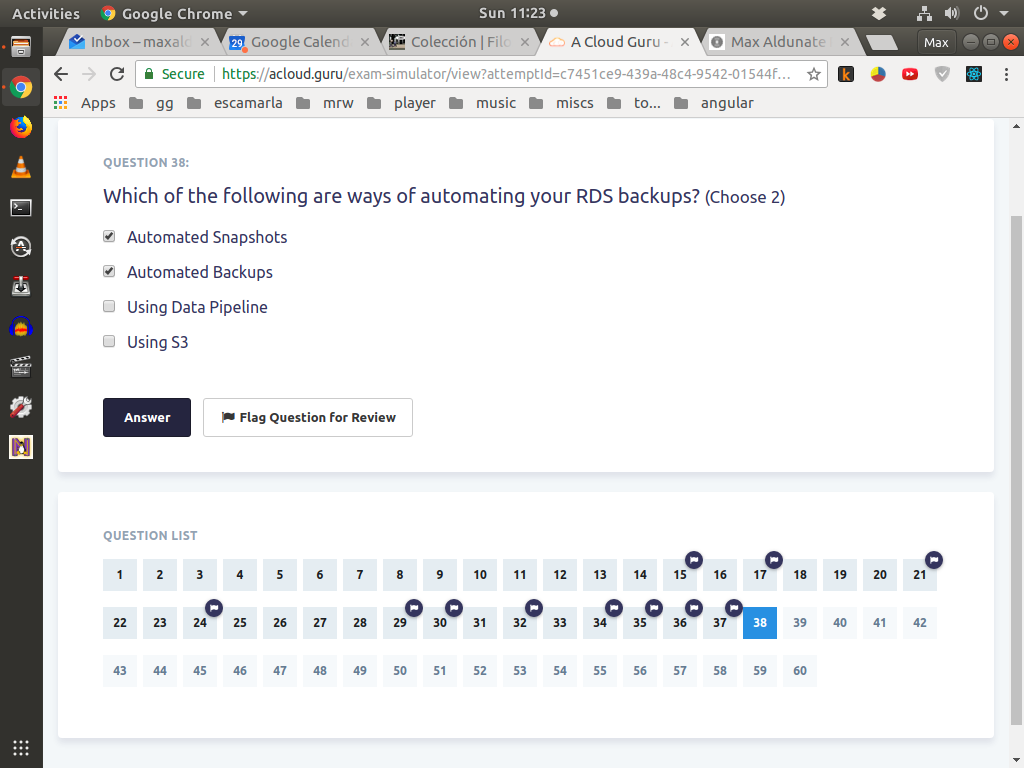 Activities Google Chrome Sun 11:23
Inbox – maxald Google Calend Colección | Filo A Cloud Guru - Max Aldunate Max
Secure https://acloud.guru/exam-simulator/view?attemptId=c7451ce9-439a-48c4-9542-01544f...
Apps gg escamarla mrw player music miscs to... angular
QUESTION 38:
Which of the following are ways of automating your RDS backups? (Choose 2)
Automated Snapshots
Automated Backups
Using Data Pipeline
Using S3
Answer Flag Question for Review
QUESTION LIST
1 2 3 4 5 6 7 8 9 10 11 12 13 14 15 16 17 18 19 20 21
22 23 24 25 26 27 28 29 30 31 32 33 34 35 36 37 38 39 40 41 42
43 44 45 46 47 48 49 50 51 52 53 54 55 56 57 58 59 60